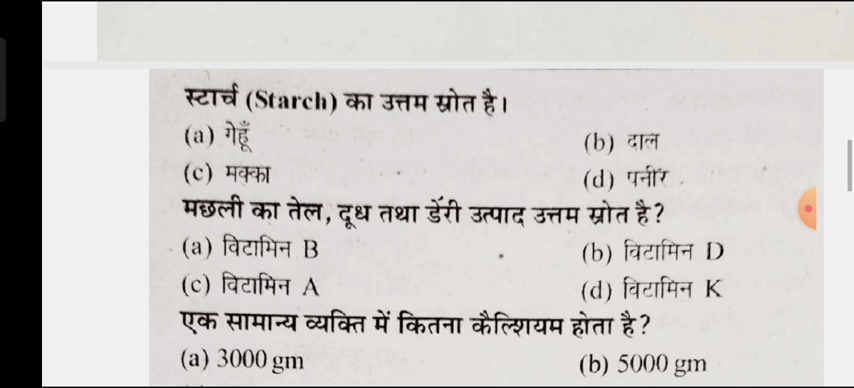 स्टार्च (Starch) का उत्तम स्रोत है।
(a) गेहूँ (b) दाल
(c) मक्का (d) पनीर
मछली का तेल, दूध तथा डेंरी उत्पाद उत्तम स्रोत है?
(a) विटामिन B (b) विटामिन D
(c) विटामिन A (d) विटामिन K
एक सामान्य व्यक्ति में कितना कैल्शियम होता है?
(a) 3000 gm (b) 5000 gm